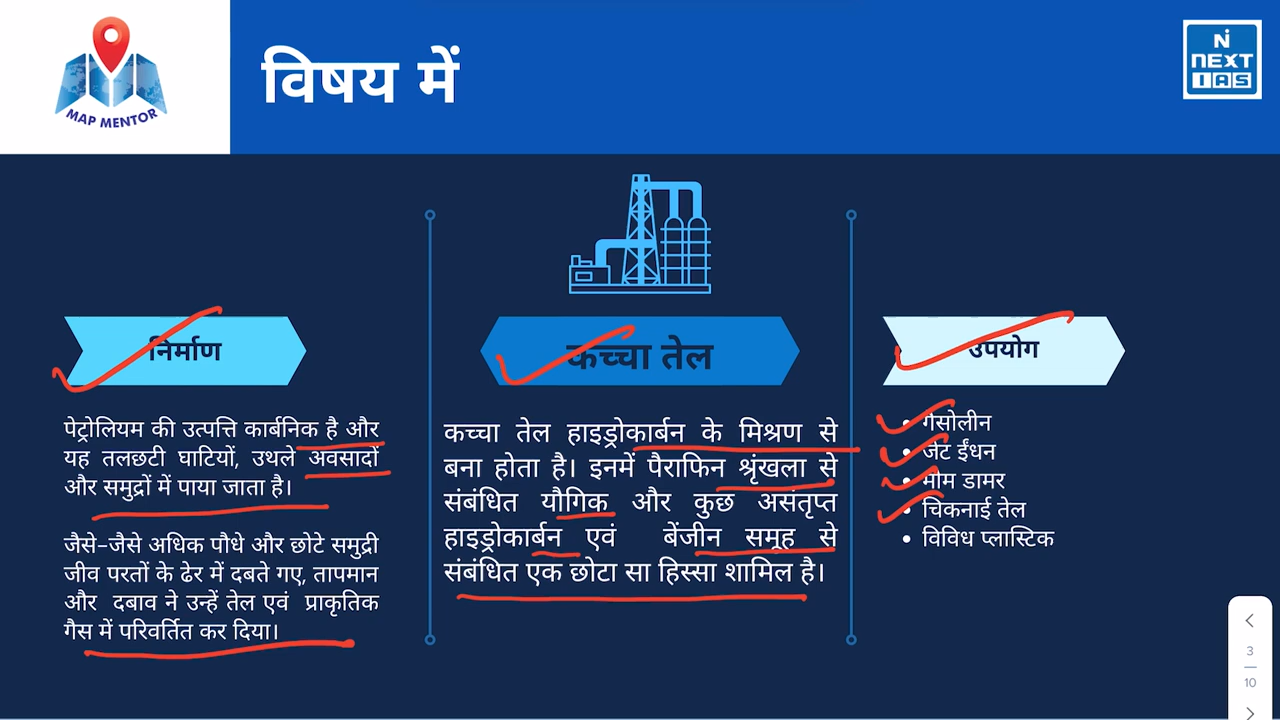 MAP MENTOR
विषय में
NEXT
IAS
निर्माण
पेट्रोलियम की उत्पत्ति कार्बनिक है और
यह तलछटी घाटियों, उथले अवसादों
और समुद्रों में पाया जाता है।
जैसे-जैसे अधिक पौधे और छोटे समुद्री
जीव परतों के ढेर में दबते गए, तापमान
और दबाव ने उन्हें तेल एवं प्राकृतिक
गैस में परिवर्तित कर दिया।
कच्चा तेल
कच्चा तेल हाइड्रोकार्बन के मिश्रण से
बना होता है। इनमें पैराफिन श्रृंखला से
संबंधित यौगिक और कुछ असंतृप्त
हाइड्रोकार्बन एवं बेंजीन समूह से
संबंधित एक छोटा सा हिस्सा शामिल है।
उपयोग
• गैसोलीन
• जेट ईंधन
• मोम डामर
• चिकनाई तेल
• विविध प्लास्टिक
3
10